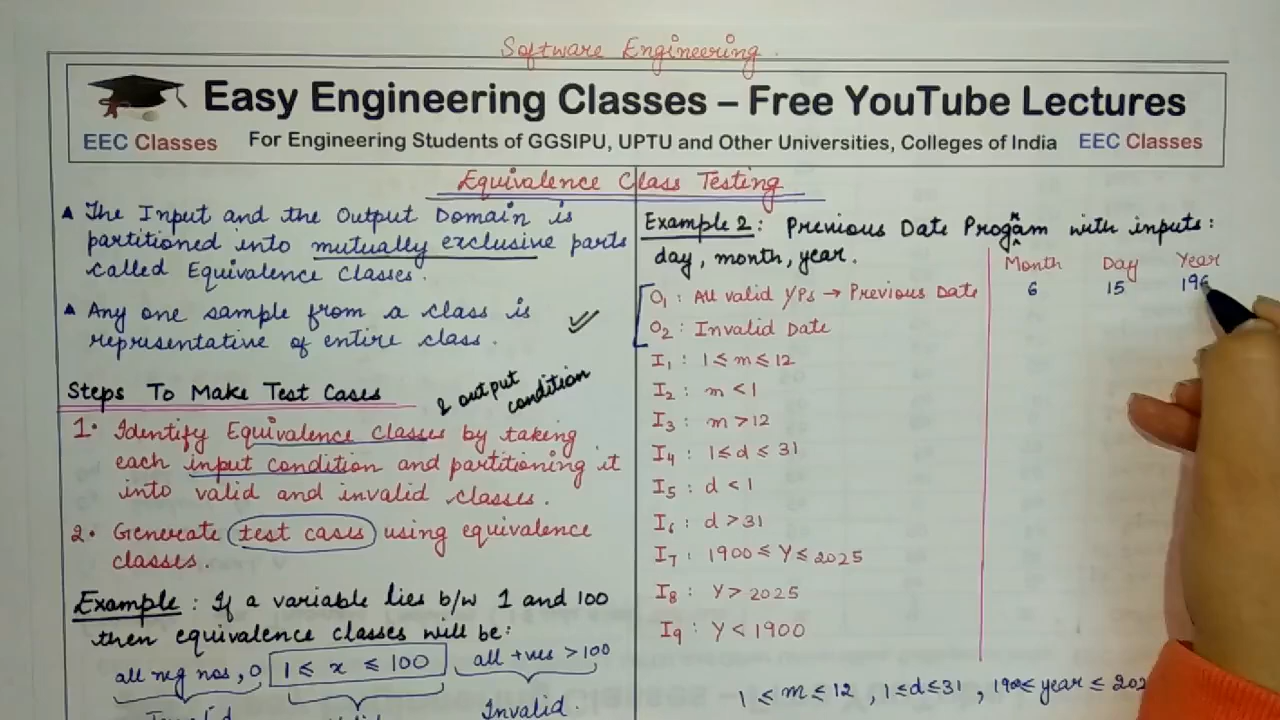 Software Engineering.
Easy Engineering Classes – Free YouTube Lectures
EEC Classes
For Engineering Students of GGSIPU, UPTU and Other Universities, Colleges of India
EEC Classes
Equivalence Class Testing
▲ The Input and the Output Domain is
partitioned into mutually exclusive parts
called Equivalence Classes.
▲ Any one sample from a class is
representative of entire class.
Steps To Make Test Cases
2 output
condition
1. Identify Equivalence classes by taking
each input condition and partitioning it
into valid and invalid classes.
2. Generate test cases using equivalence
classes.
Example : If a variable lies b/w 1 and 100
then equivalence classes will be:
all neg nos, 0
1 ≤ x ≤ 100
all +ves > 100
Invalid.
Example 2 : Previous Date Progam with inputs:
r
day, month, year.
Month Day Year
6 15 196
O1 : All valid I/Ps → Previous Date
O2 : Invalid Date
I1 : 1 ≤ m ≤ 12
I2 : m < 1
I3 : m > 12
I4 : 1 ≤ d ≤ 31
I5 : d < 1
I6 : d > 31
I7 : 1900 ≤ Y ≤ 2025
I8 : Y > 2025
I9 : Y < 1900
1 ≤ m ≤ 12 , 1 ≤ d ≤ 31 , 1900 ≤ year ≤ 202